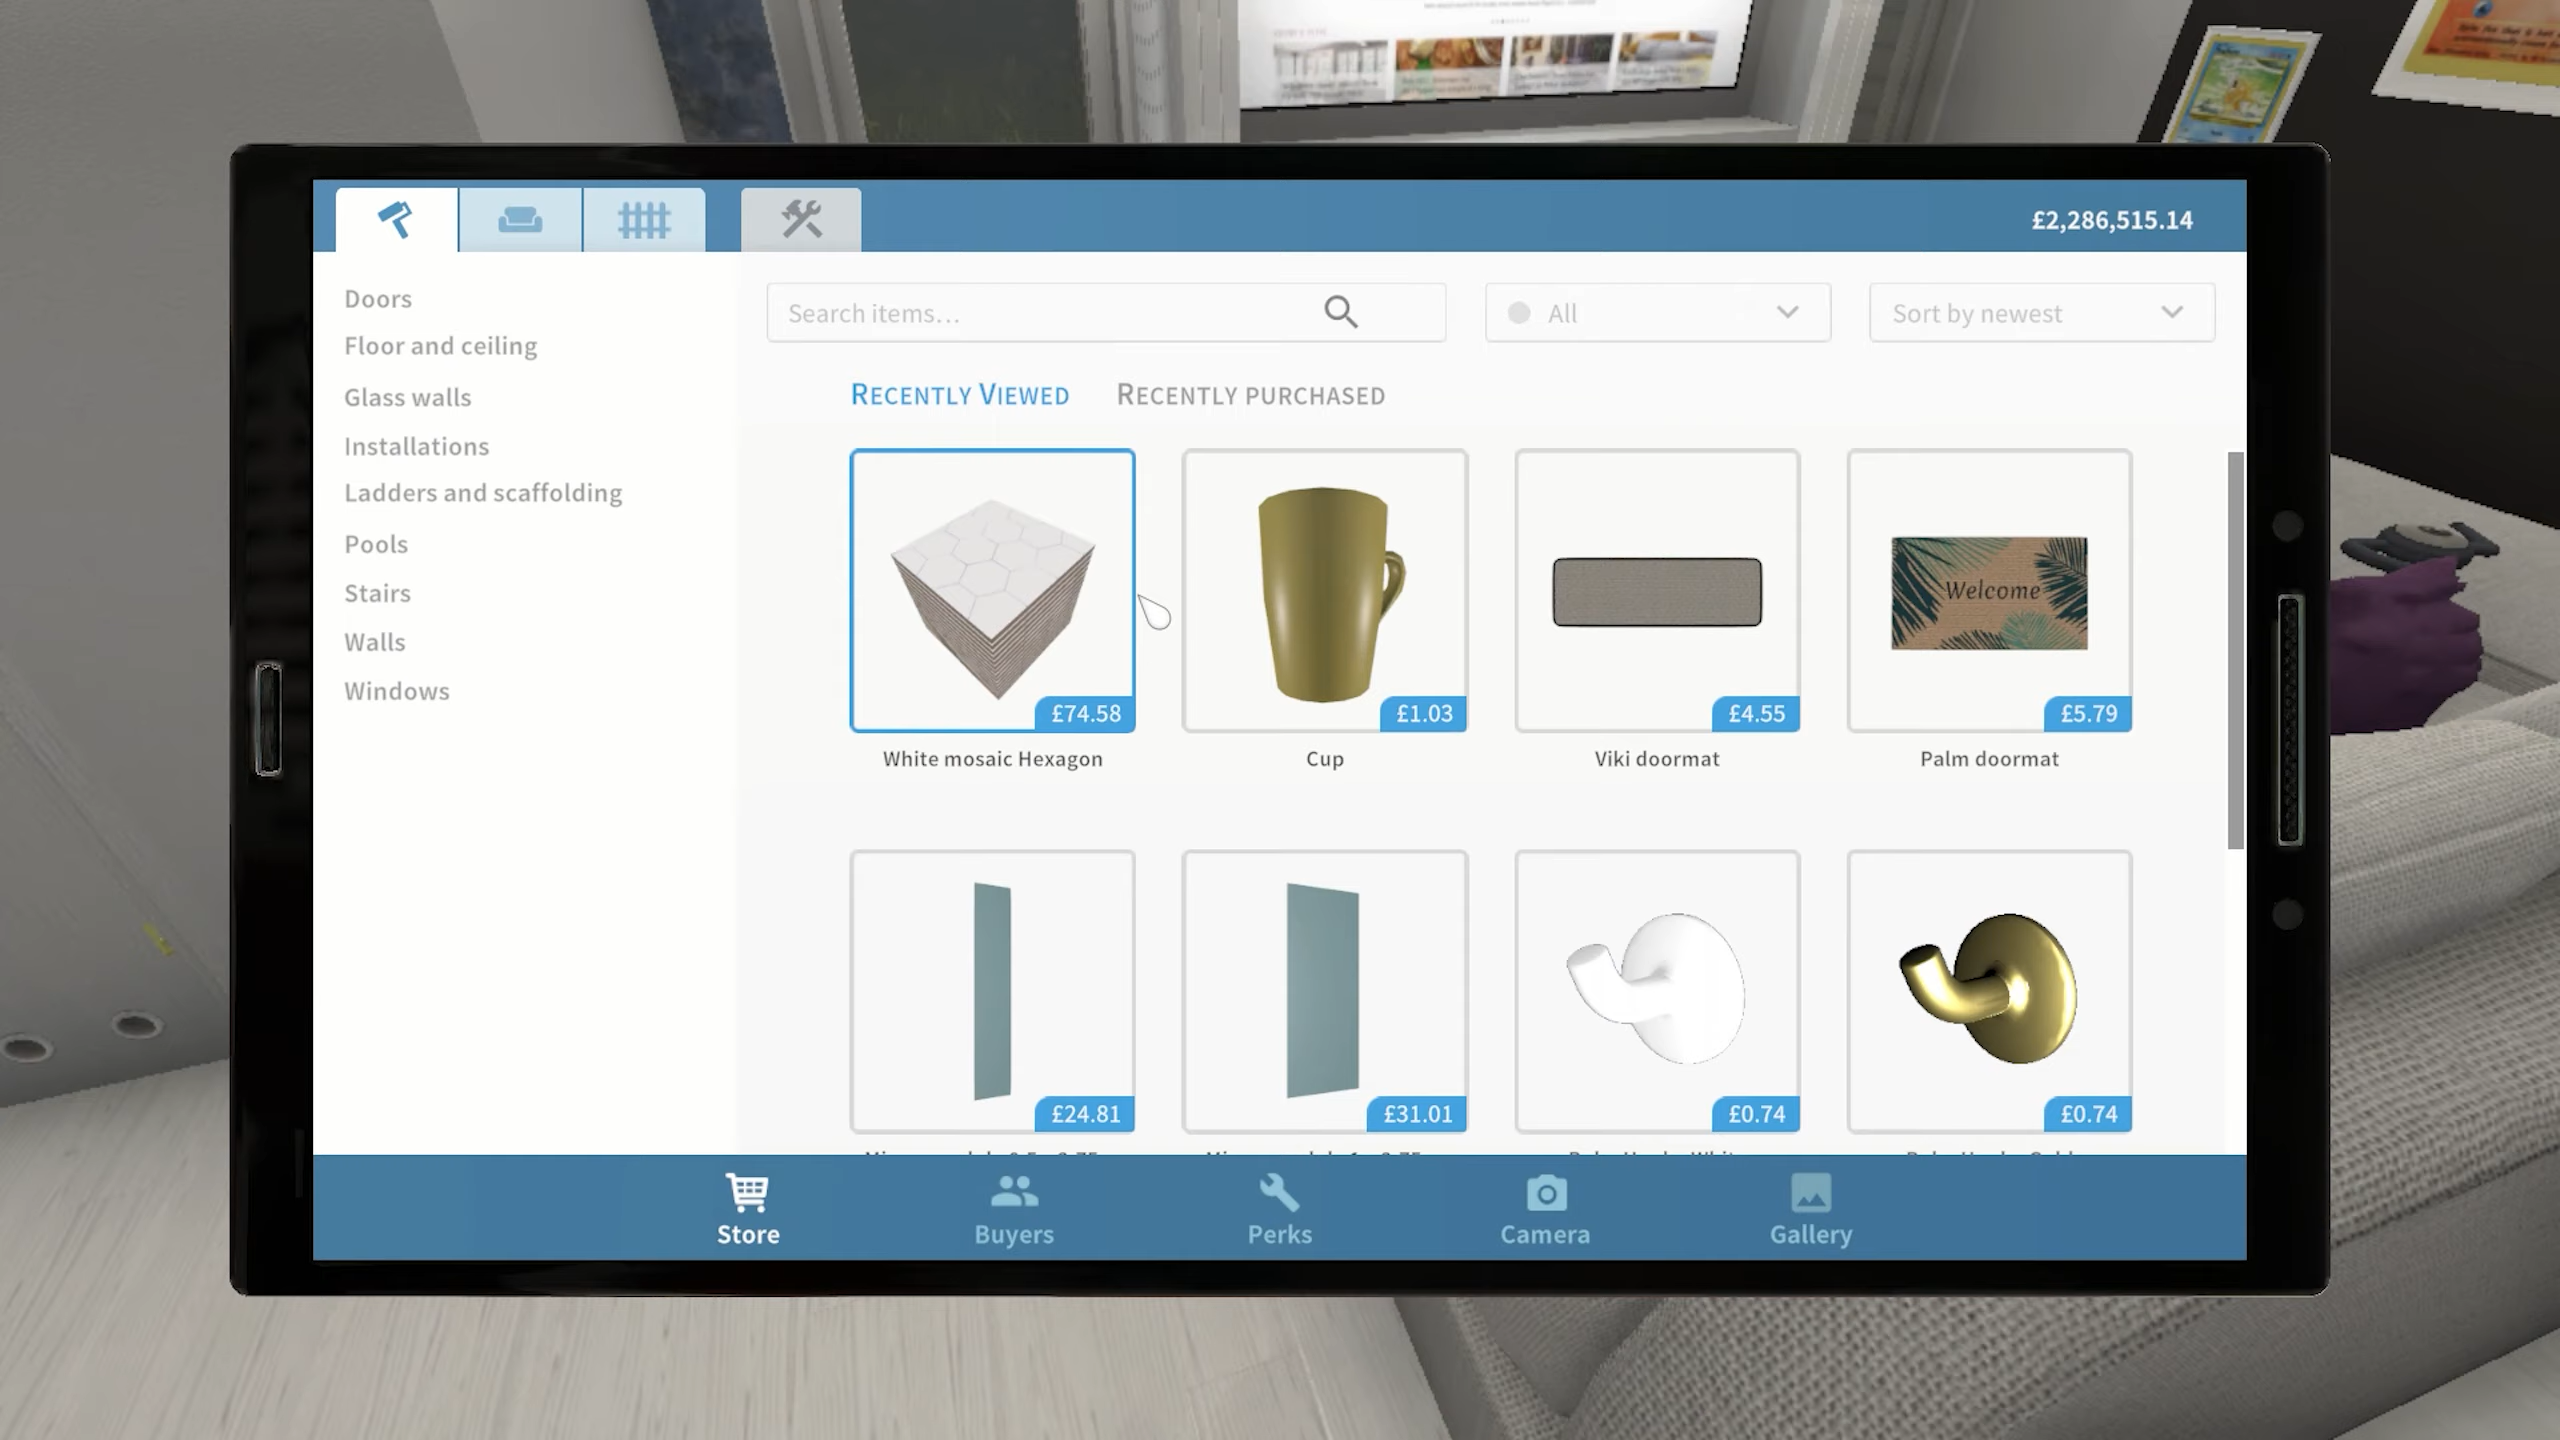 £2,286,515.14
Doors
Floor and ceiling
Glass walls
Installations
Ladders and scaffolding
Pools
Stairs
Walls
Windows
Search items...
All
Sort by newest
RECENTLY VIEWED
RECENTLY PURCHASED
£74.58
White mosaic Hexagon
£1.03
Cup
£4.55
Viki doormat
Welcome
£5.79
Palm doormat
£24.81
£31.01
£0.74
£0.74
Store
Buyers
Perks
Camera
Gallery